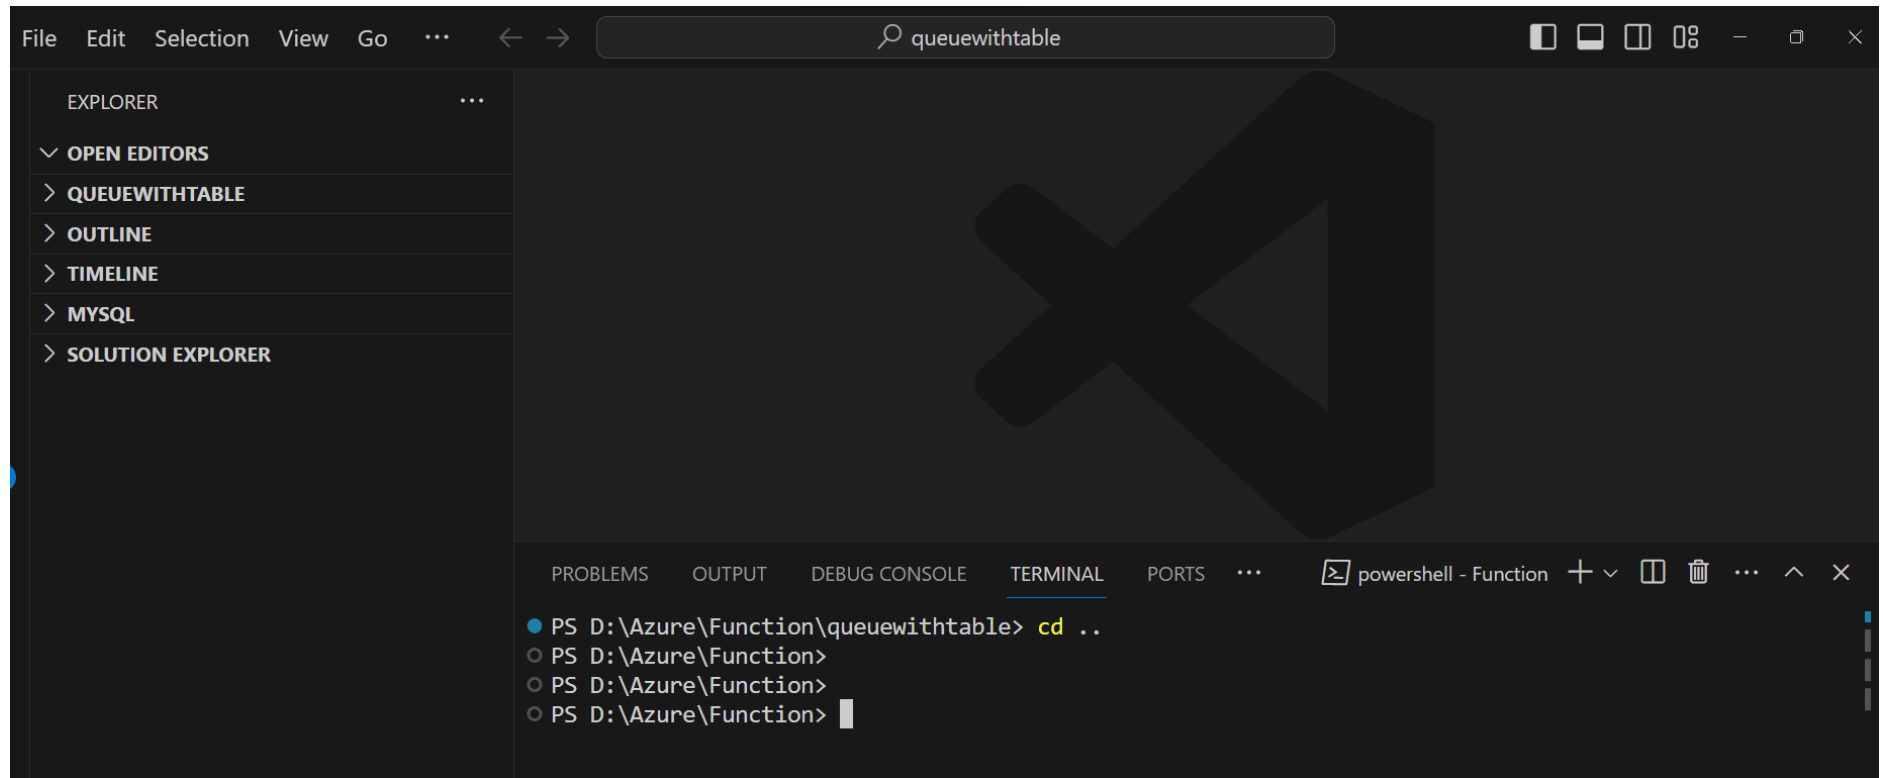 File Edit Selection View Go ··· queuewithtable
EXPLORER ···
OPEN EDITORS
QUEUEWITHTABLE
OUTLINE
TIMELINE
MYSQL
SOLUTION EXPLORER
PROBLEMS OUTPUT DEBUG CONSOLE TERMINAL PORTS ··· powershell - Function
PS D:\Azure\Function\queuewithtable> cd ..
PS D:\Azure\Function>
PS D:\Azure\Function>
PS D:\Azure\Function>